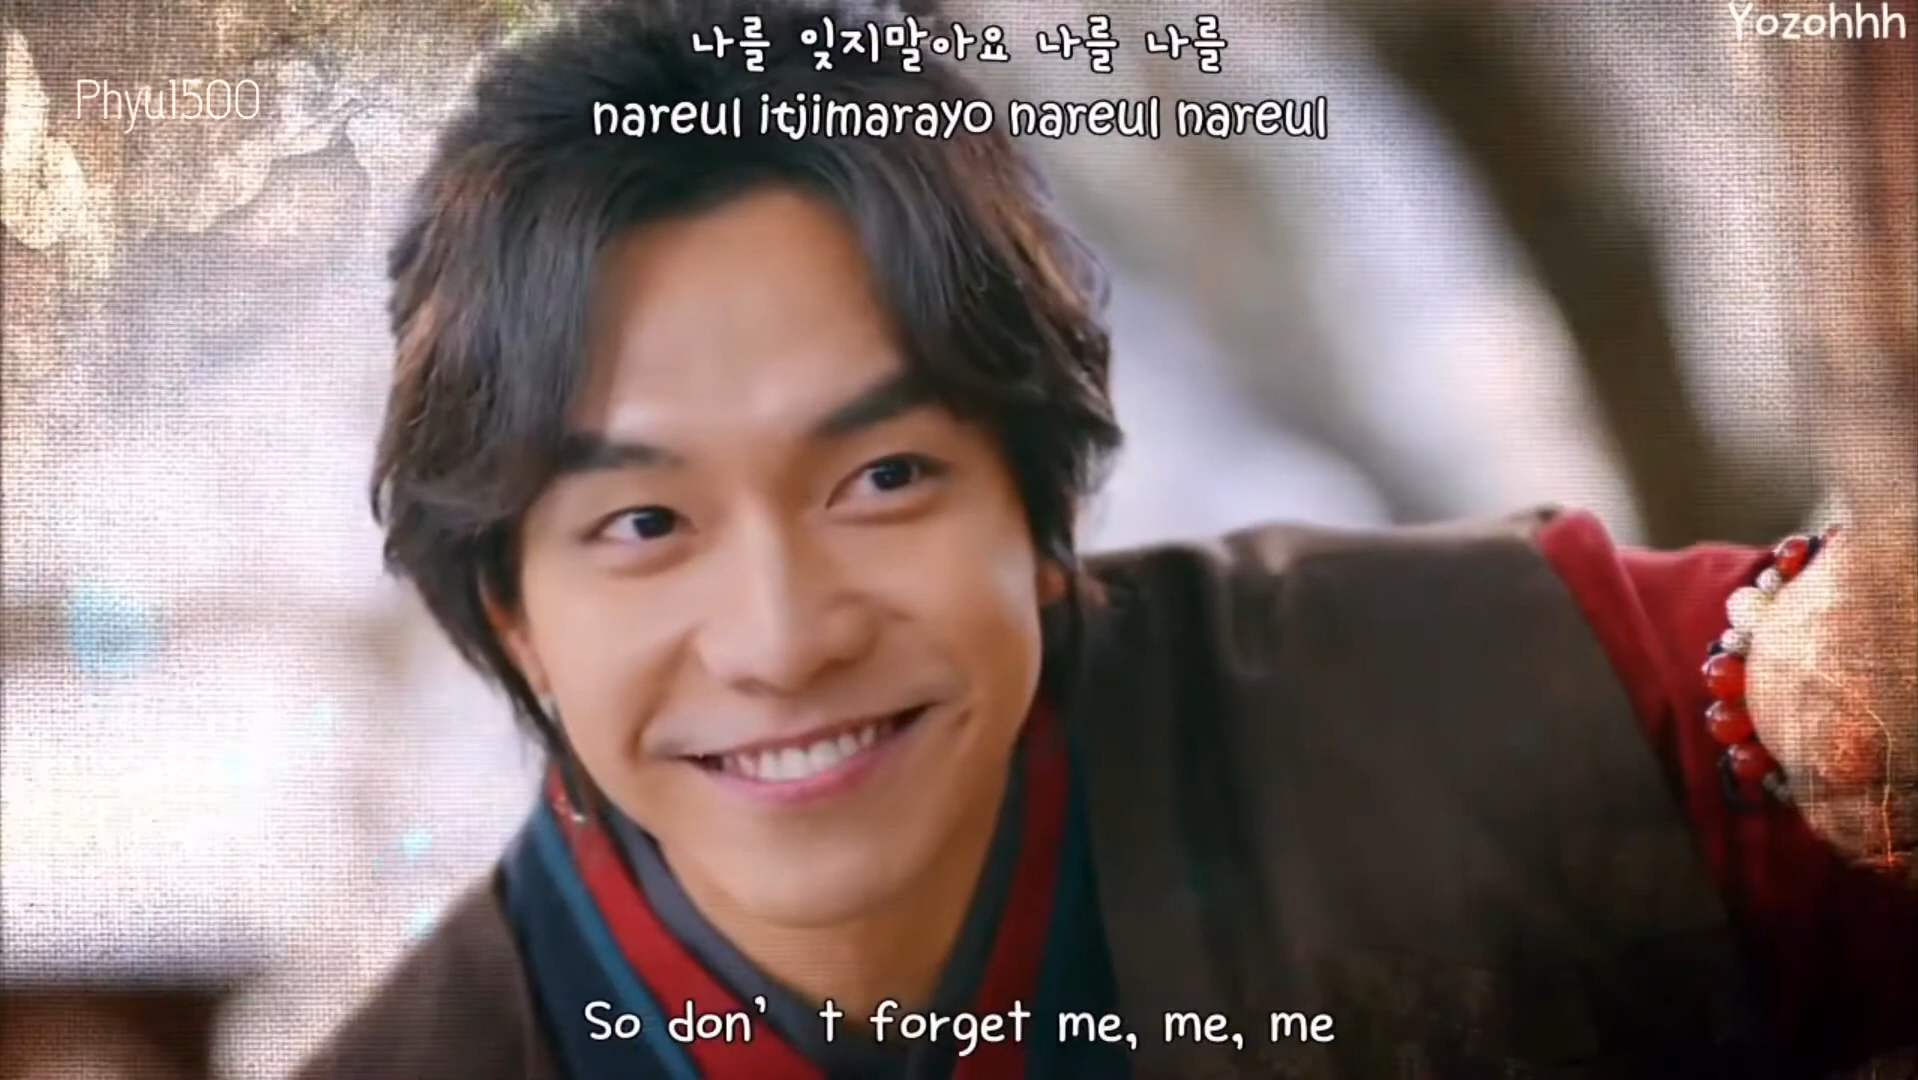 Yozohhh
나를 잊지말아요 나를 나를
Phyu1500
nareul itjimarayo nareul nareul
So don't forget me, me, me